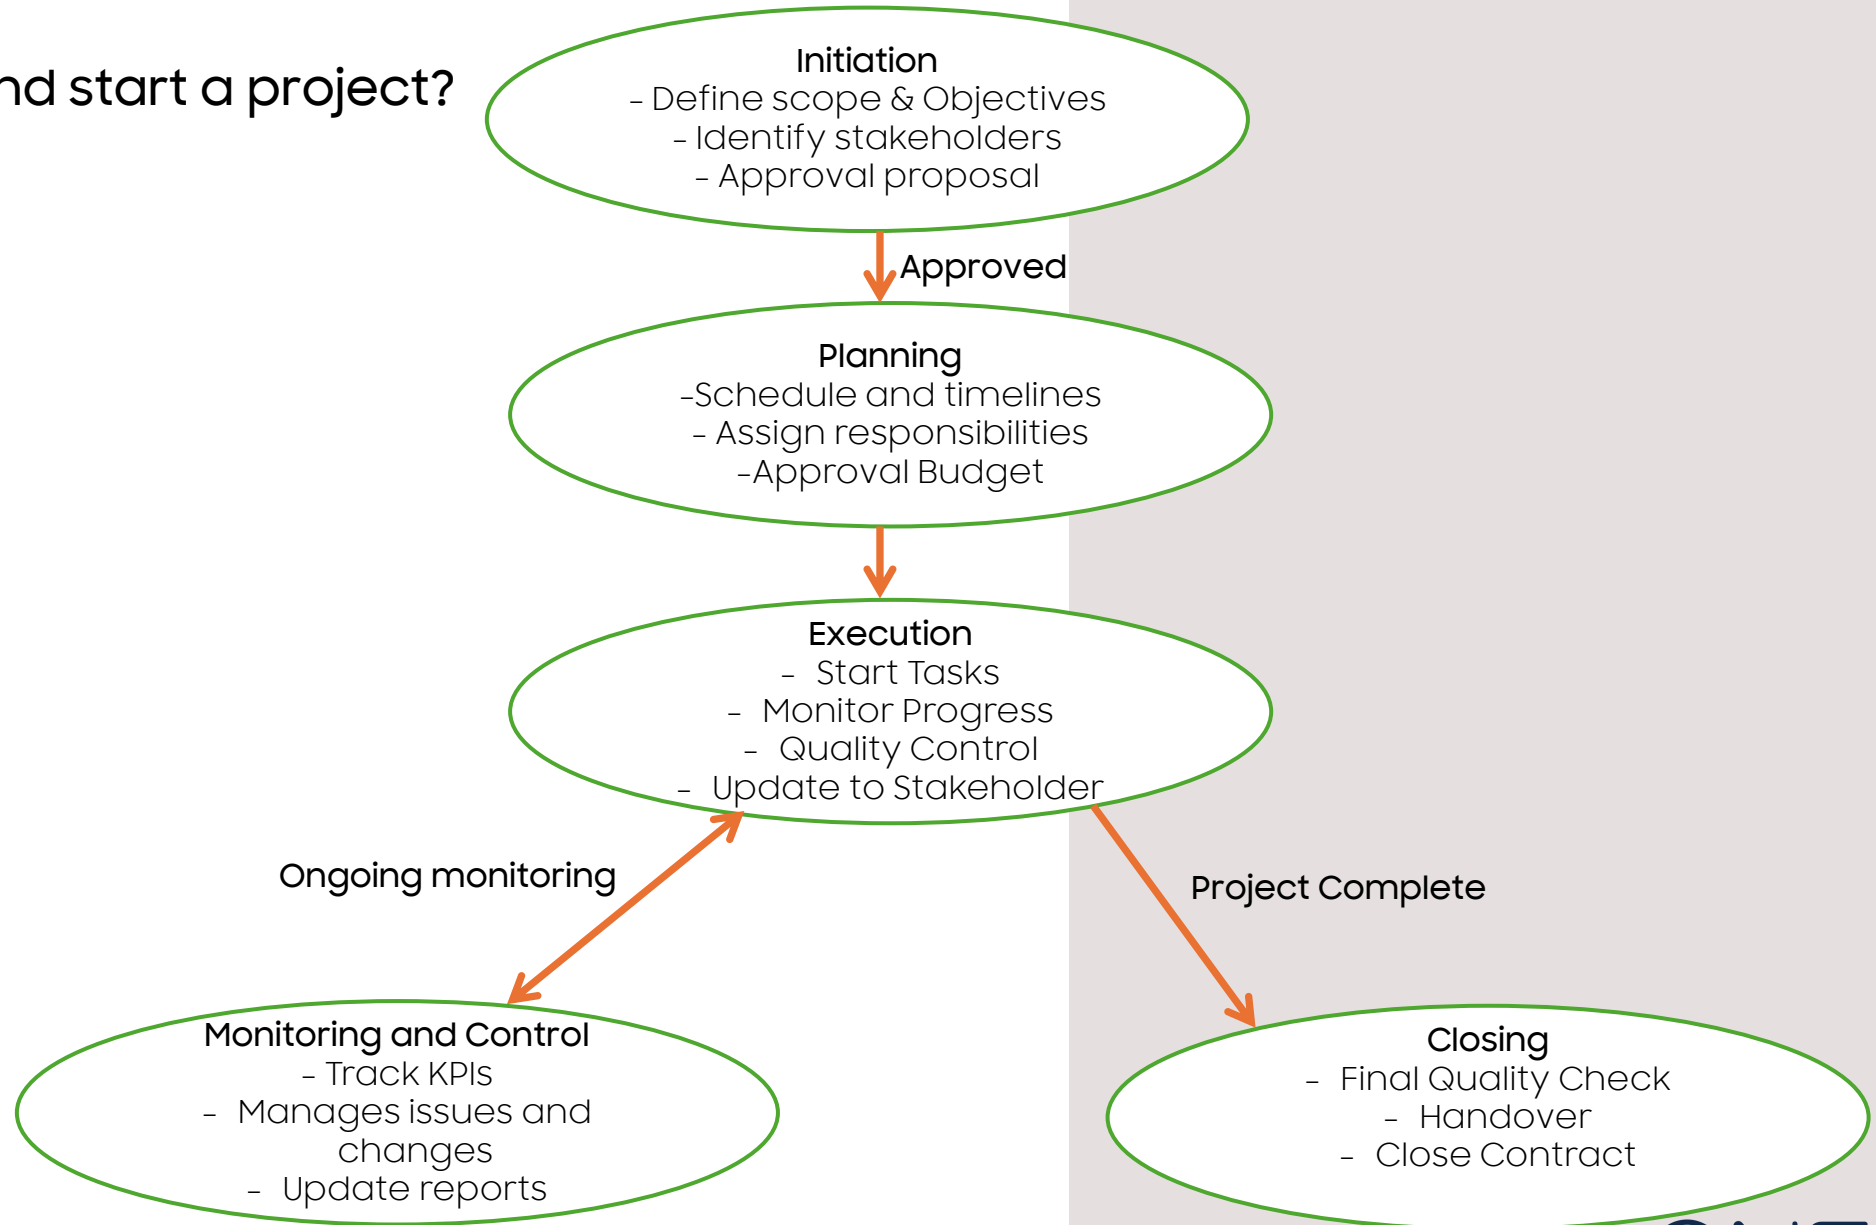 nd start a project?
Initiation
- Define scope & Objectives
- Identify stakeholders
- Approval proposal
Approved
Planning
-Schedule and timelines
- Assign responsibilities
-Approval Budget
Execution
- Start Tasks
- Monitor Progress
- Quality Control
- Update to Stakeholder
Ongoing monitoring
Project Complete
Monitoring and Control
- Track KPIs
- Manages issues and
changes
- Update reports
Closing
- Final Quality Check
- Handover
- Close Contract